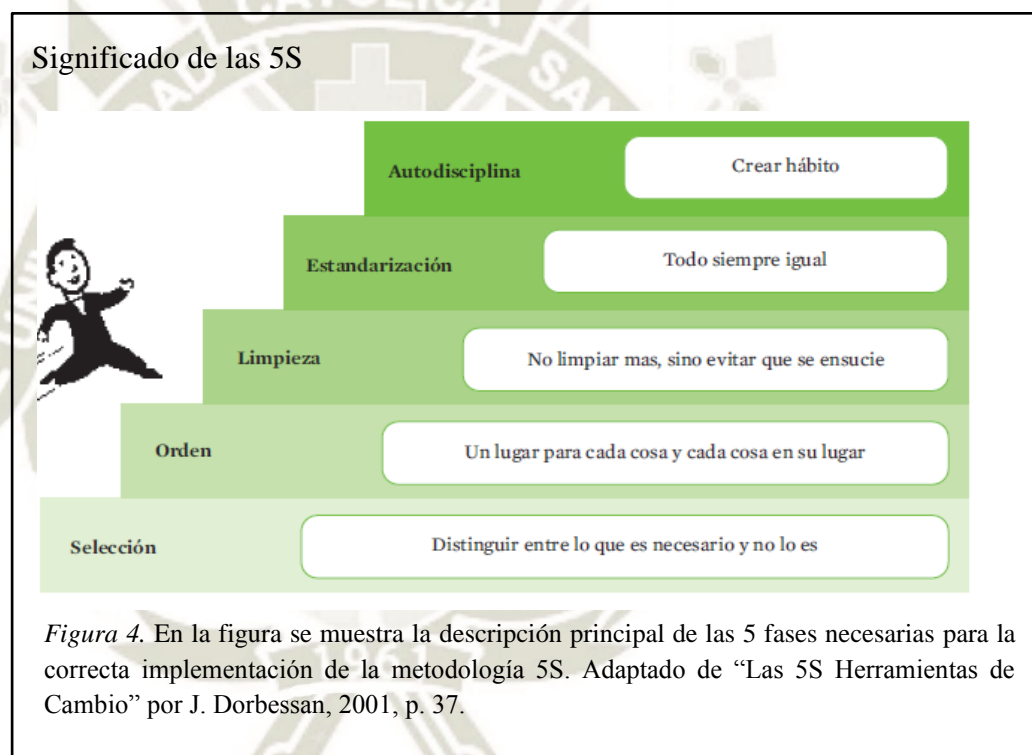 CATOLICA
Significado de las 5S
Autodisciplina
Crear hábito
Estandarización
Todo siempre igual
Limpieza
No limpiar mas, sino evitar que se ensucie
Orden
Un lugar para cada cosa y cada cosa en su lugar
Selección
Distinguir entre lo que es necesario y no lo es
Figura 4. En la figura se muestra la descripción principal de las 5 fases necesarias para la
correcta implementación de la metodología 5S. Adaptado de “Las 5S Herramientas de
Cambio” por J. Dorbessan, 2001, p. 37.
1961